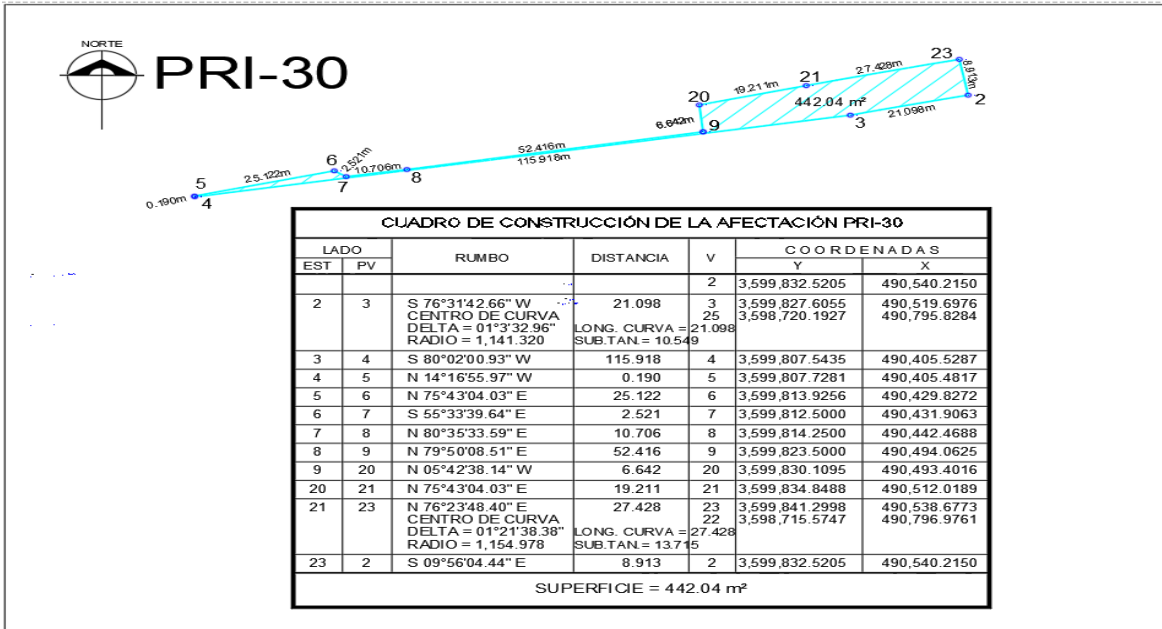 NORTE
PRI-30
23
8.913m
27.428m
21
19.211m
20
442.04 m²
2
21.098m
3
6.642m
9
52.416m
115.918m
6
2.521m
10.706m
8
25.122m
7
5
0.190m
4
CUADRO DE CONSTRUCCIÓN DE LA AFECTACIÓN PRI-30
LADO RUMBO DISTANCIA V COORDENADAS
EST PV Y X
2 3,599,832.5205 490,540.2150
2 3 S 76°31'42.66" W 21.098 3 3,599,827.6055 490,519.6976
CENTRO DE CURVA 25 3,598,720.1927 490,795.8284
DELTA = 01°3'32.96" LONG. CURVA = 21.098
RADIO = 1,141.320 SUB.TAN.= 10.549
3 4 S 80°02'00.93" W 115.918 4 3,599,807.5435 490,405.5287
4 5 N 14°16'55.97" W 0.190 5 3,599,807.7281 490,405.4817
5 6 N 75°43'04.03" E 25.122 6 3,599,813.9256 490,429.8272
6 7 S 55°33'39.64" E 2.521 7 3,599,812.5000 490,431.9063
7 8 N 80°35'33.59" E 10.706 8 3,599,814.2500 490,442.4688
8 9 N 79°50'08.51" E 52.416 9 3,599,823.5000 490,494.0625
9 20 N 05°42'38.14" W 6.642 20 3,599,830.1095 490,493.4016
20 21 N 75°43'04.03" E 19.211 21 3,599,834.8488 490,512.0189
21 23 N 76°23'48.40" E 27.428 23 3,599,841.2998 490,538.6773
CENTRO DE CURVA 22 3,598,715.5747 490,796.9761
DELTA = 01°21'38.38" LONG. CURVA = 27.428
RADIO = 1,154.978 SUB.TAN.= 13.715
23 2 S 09°56'04.44" E 8.913 2 3,599,832.5205 490,540.2150
SUPERFICIE = 442.04 m²